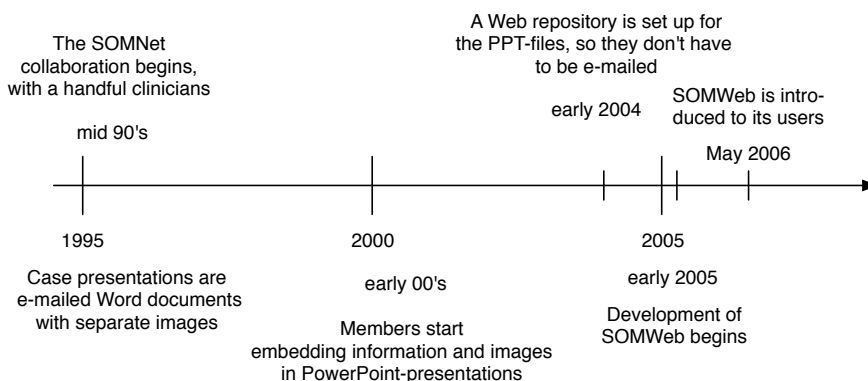 A Web repository is set up for
the PPT-files, so they don't have
to be e-mailed
The SOMNet
collaboration begins,
with a handful clinicians
SOMWeb is intro-
duced to its users
early 2004
mid 90's
May 2006
1995
2000
2005
Case presentations are
e-mailed Word documents
with separate images
early 00's
early 2005
Members start
embedding information and images
in PowerPoint-presentations
Development of
SOMWeb begins